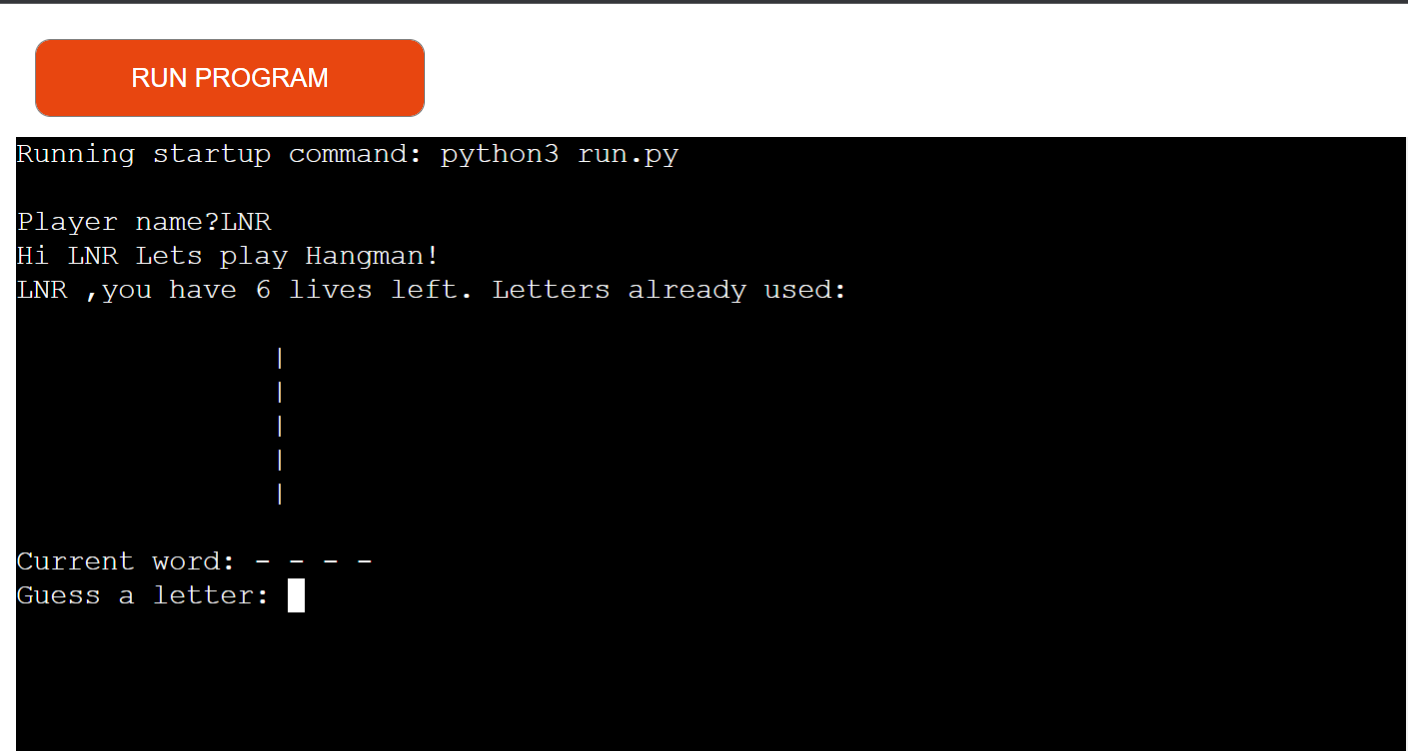 RUN PROGRAM
Running startup command: python3 run.py
Player name?LNR
Hi LNR Lets play Hangman!
LNR ,you have 6 lives left. Letters already used:
|
|
|
|
|
Current word: - - - -
Guess a letter: